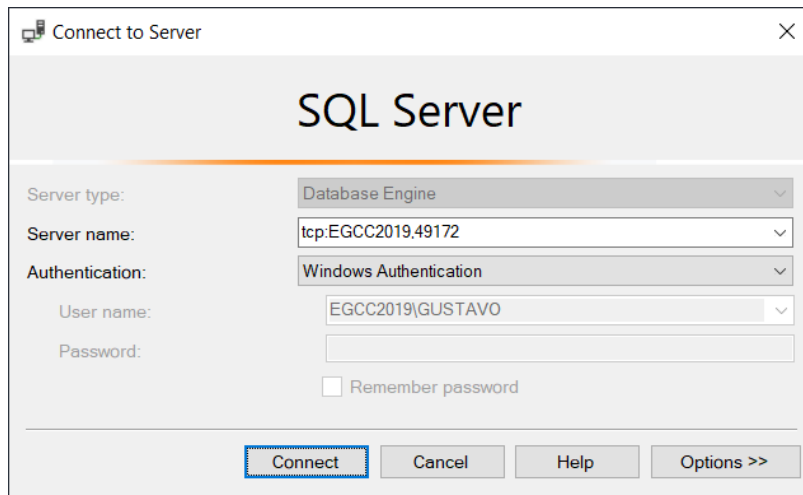 Connect to Server
SQL Server
Server type: Database Engine
Server name: tcp:EGCC2019,49172
Authentication: Windows Authentication
User name: EGCC2019\GUSTAVO
Password:
Remember password
Connect Cancel Help Options >>